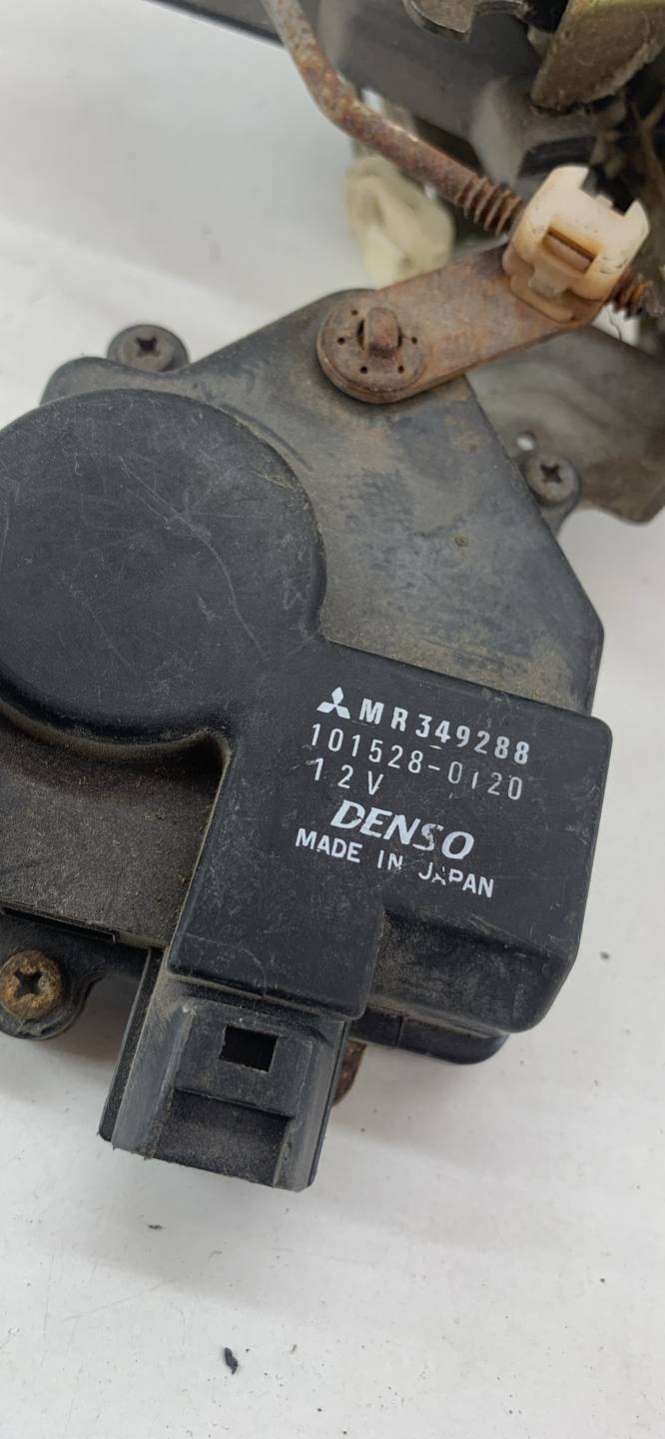 MR349288
101528-0120
12V
DENSO
MADE IN JAPAN